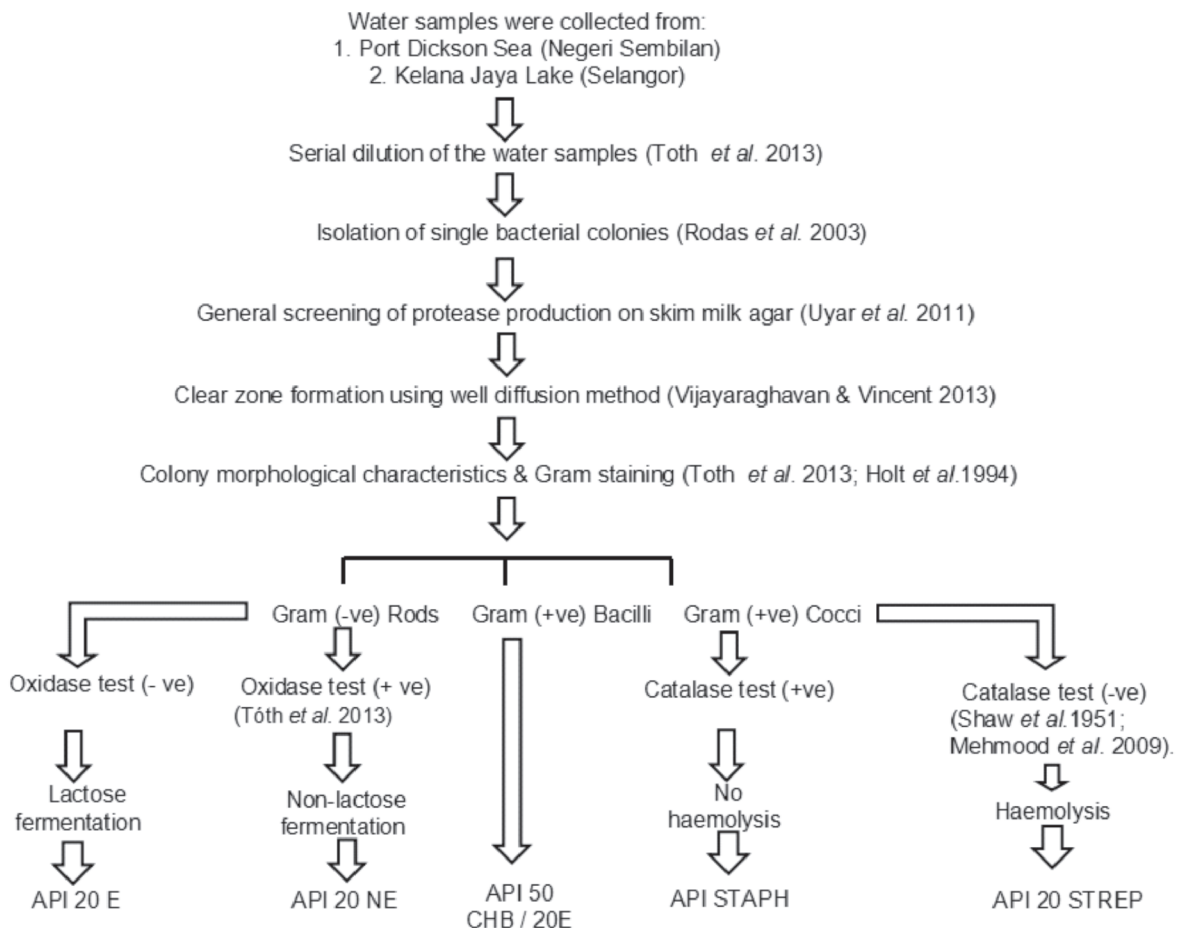 Water samples were collected from:
1. Port Dickson Sea (Negeri Sembilan)
2. Kelana Jaya Lake (Selangor)
Serial dilution of the water samples (Toth et al. 2013)
Isolation of single bacterial colonies (Rodas et al. 2003)
General screening of protease production on skim milk agar (Uyar et al. 2011)
Clear zone formation using well diffusion method (Vijayaraghavan & Vincent 2013)
Colony morphological characteristics & Gram staining (Toth et al. 2013; Holt et al.1994)
Gram (-ve) Rods
Gram (+ve) Bacilli
Gram (+ve) Cocci
Oxidase test (- ve)
Oxidase test (+ ve)
(Tóth et al. 2013)
Catalase test (+ve)
Catalase test (-ve)
(Shaw et al.1951;
Mehmood et al. 2009).
Lactose
fermentation
Non-lactose
fermentation
No
haemolysis
Haemolysis
API 20 E
API 20 NE
API 50
CHB / 20E
API STAPH
API 20 STREP